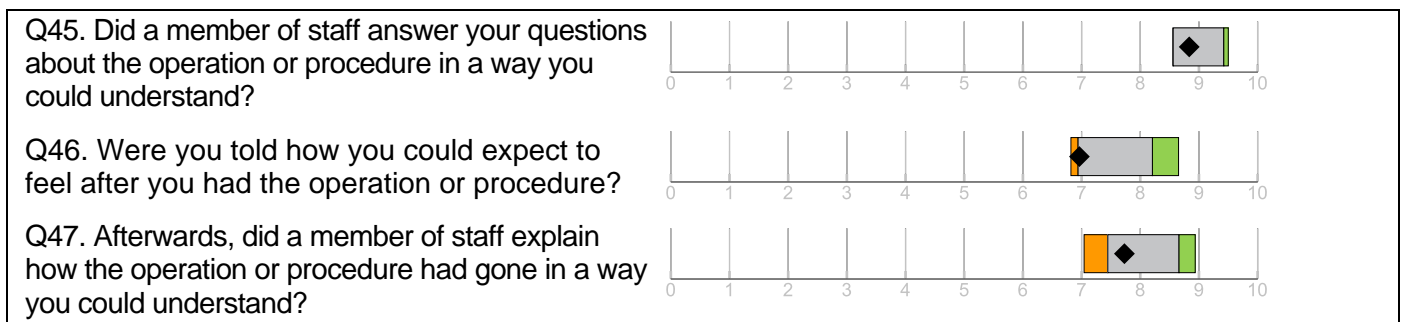 Q45. Did a member of staff answer your questions
about the operation or procedure in a way you
could understand?
0 1 2 3 4 5 6 7 8 9 10
Q46. Were you told how you could expect to
feel after you had the operation or procedure?
0 1 2 3 4 5 6 7 8 9 10
Q47. Afterwards, did a member of staff explain
how the operation or procedure had gone in a way
you could understand?
0 1 2 3 4 5 6 7 8 9 10